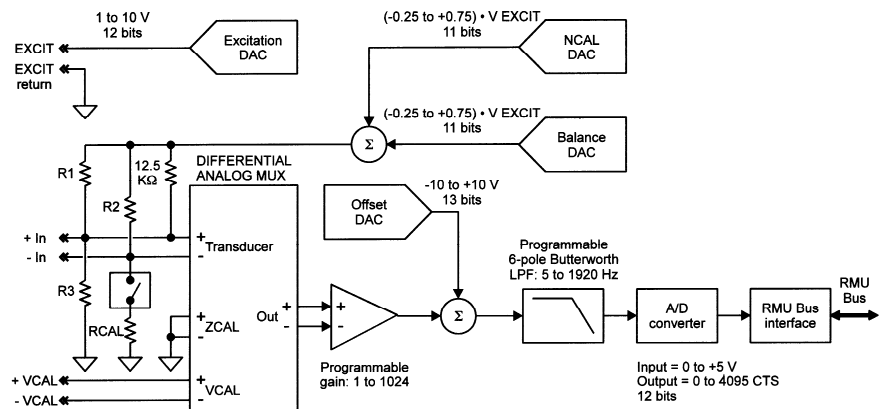 1 to 10 V
12 bits
Excitation
DAC
EXCIT
EXCIT
return
(-0.25 to +0.75) • V EXCIT
11 bits
NCAL
DAC
(-0.25 to +0.75) • V EXCIT
11 bits
Balance
DAC
Σ
R1
12.5
KΩ
R2
DIFFERENTIAL
ANALOG MUX
-10 to +10 V
13 bits
Offset
DAC
+ In
- In
+
Transducer
-
R3
RCAL
+
ZCAL
-
Out
+
-
+
-
Programmable
gain: 1 to 1024
Σ
Programmable
6-pole Butterworth
LPF: 5 to 1920 Hz
A/D
converter
RMU Bus
interface
RMU
Bus
Input = 0 to +5 V
Output = 0 to 4095 CTS
12 bits
+ VCAL
- VCAL
+
VCAL
-